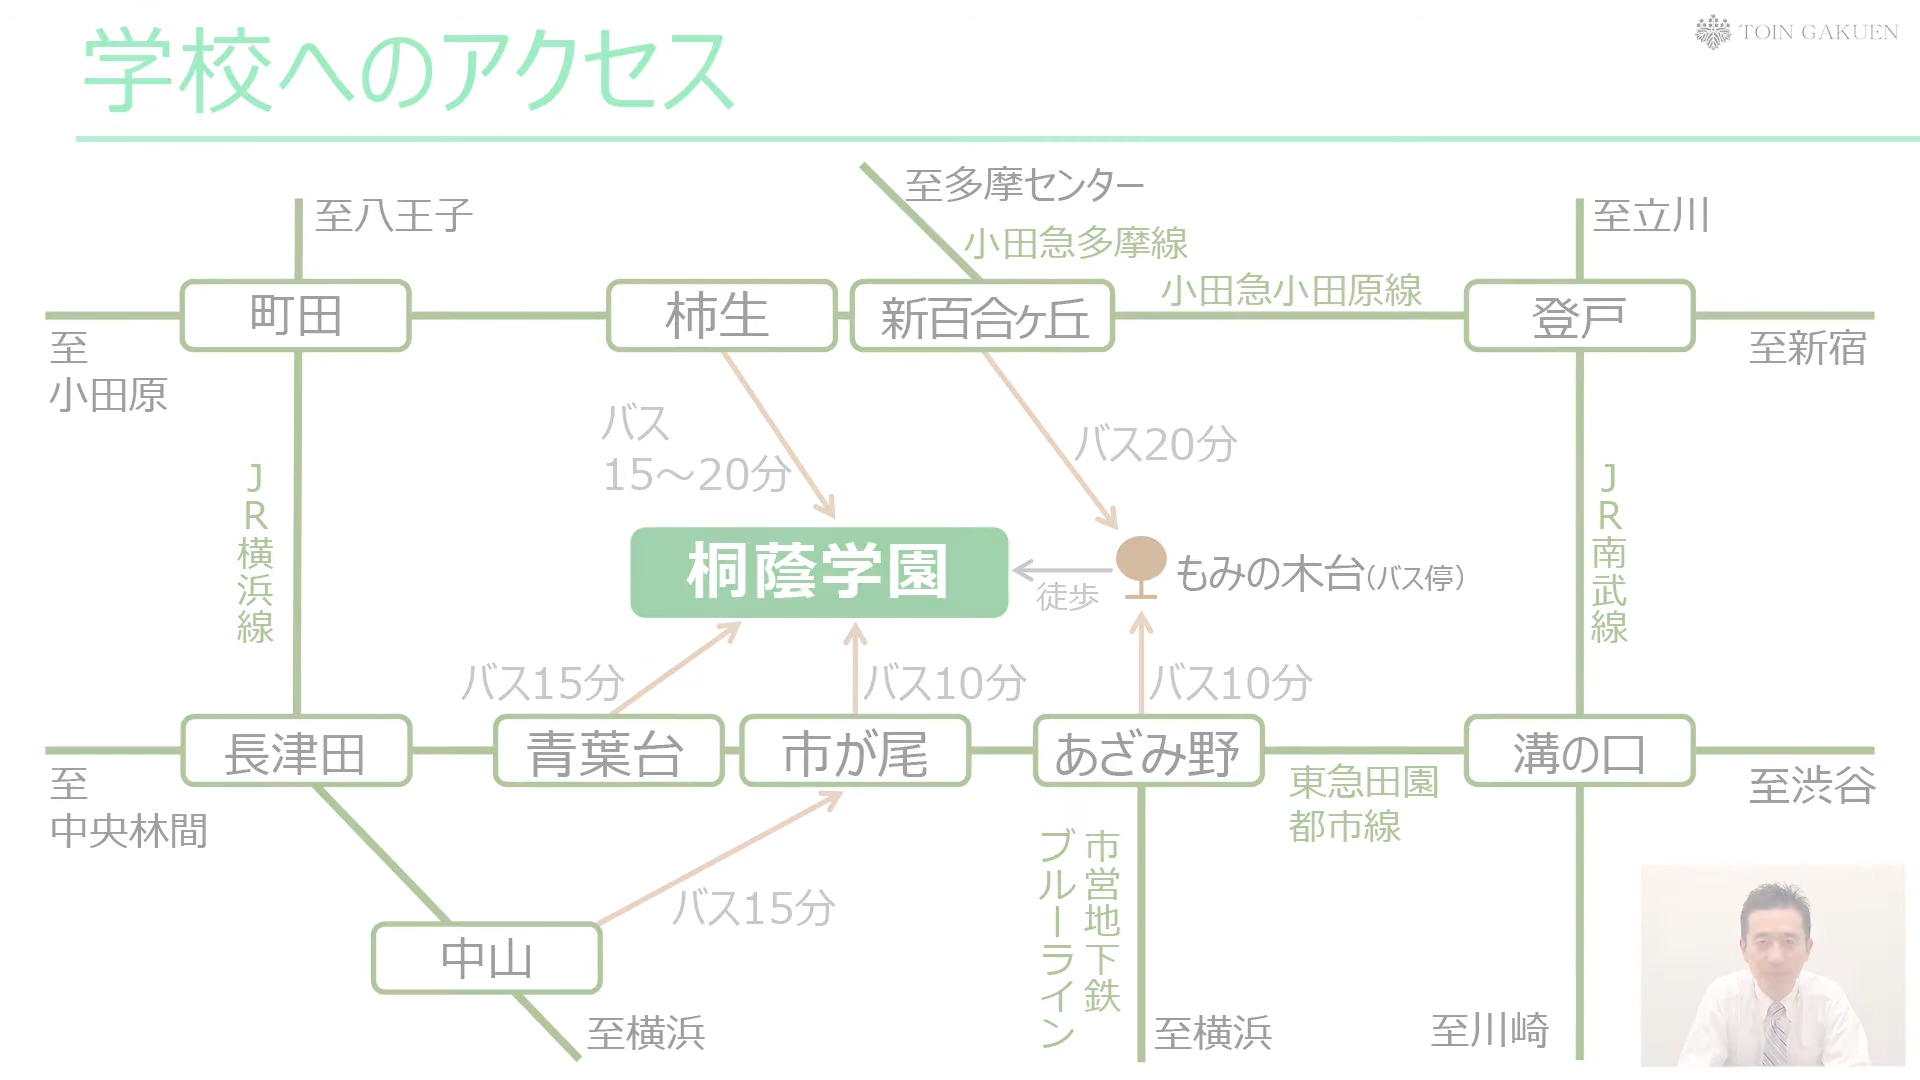 学校へのアクセス
TOIN GAKUEN
至多摩センター
至八王子
至立川
小田急多摩線
小田急小田原線
町田
柿生
新百合ヶ丘
登戸
至
小田原
至新宿
バス
15～20分
バス20分
JR横浜線
JR南武線
桐蔭学園
徒歩
もみの木台(バス停)
バス15分
バス10分
バス10分
長津田
青葉台
市が尾
あざみ野
溝の口
至
中央林間
東急田園
都市線
至渋谷
バス15分
市営地下鉄
ブルーライン
中山
至横浜
至横浜
至川崎